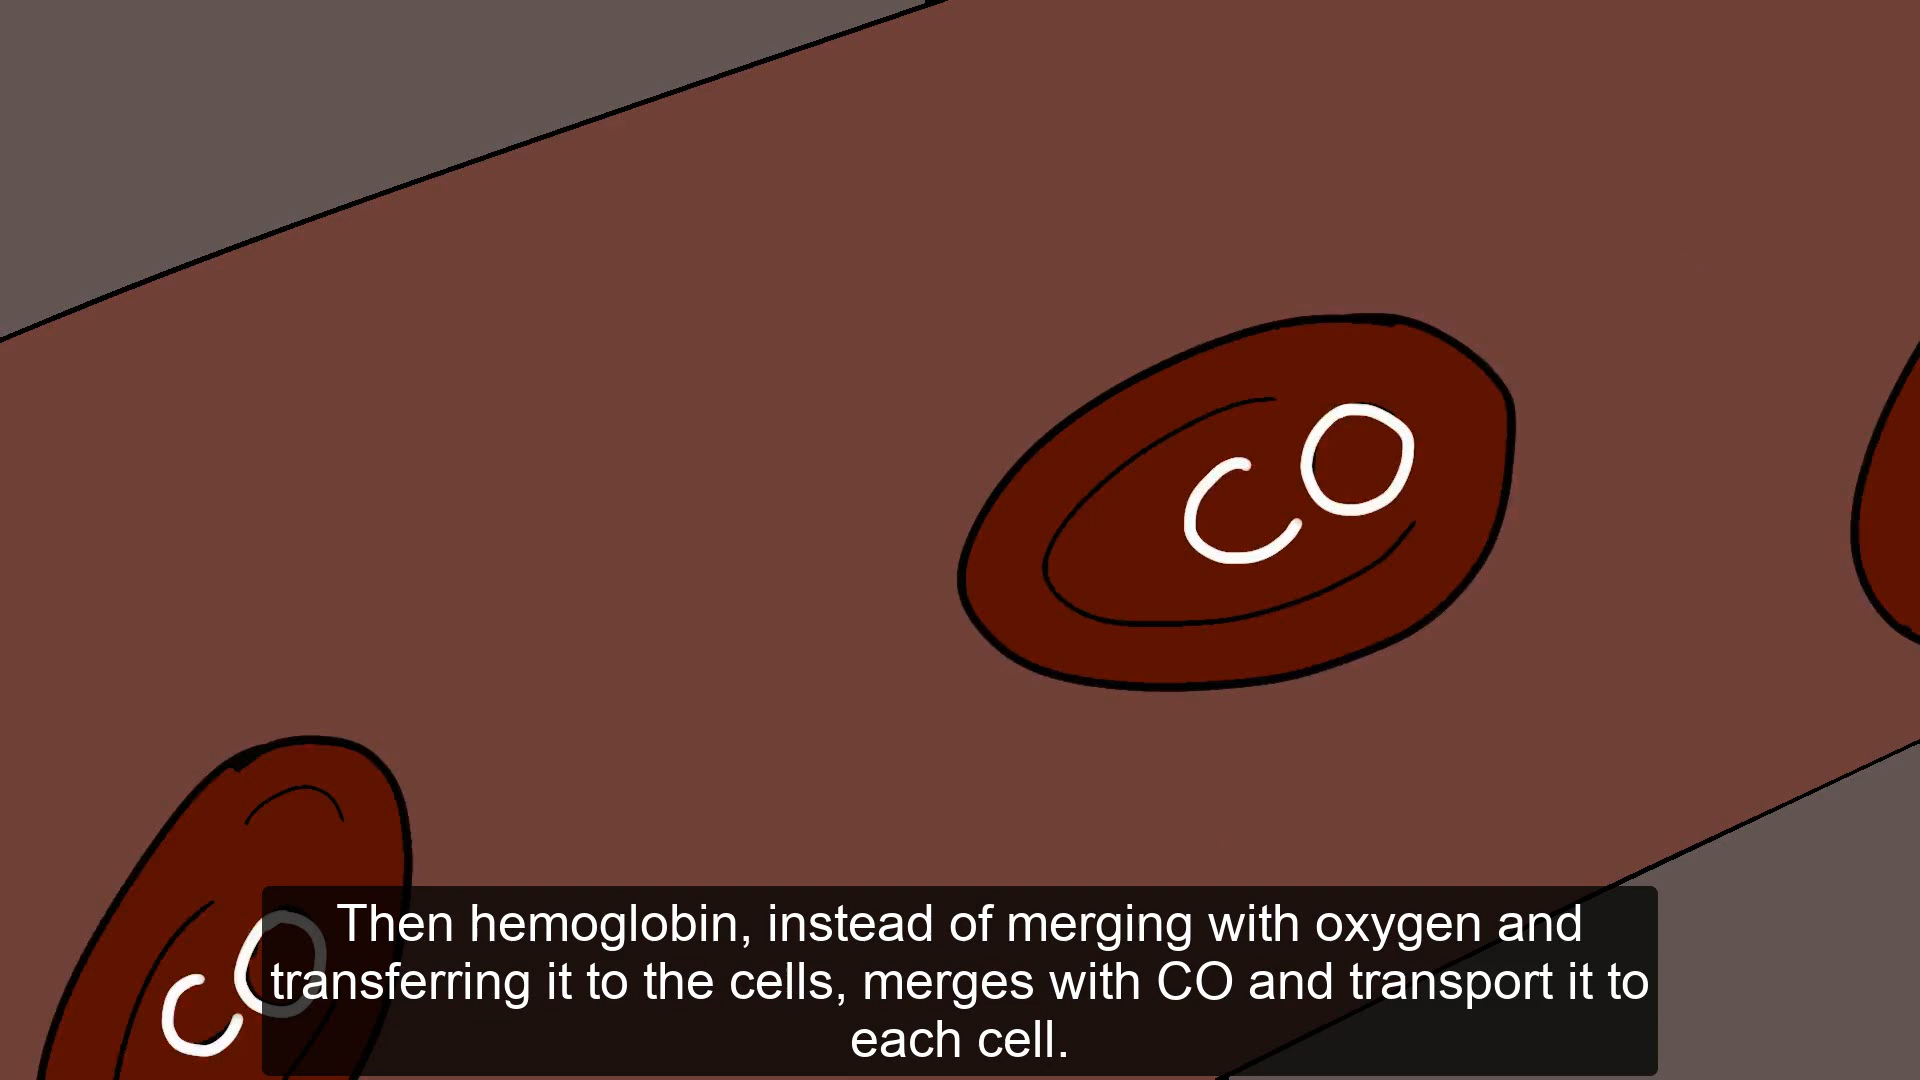 CO
CO
Then hemoglobin, instead of merging with oxygen and
transferring it to the cells, merges with CO and transport it to
each cell.